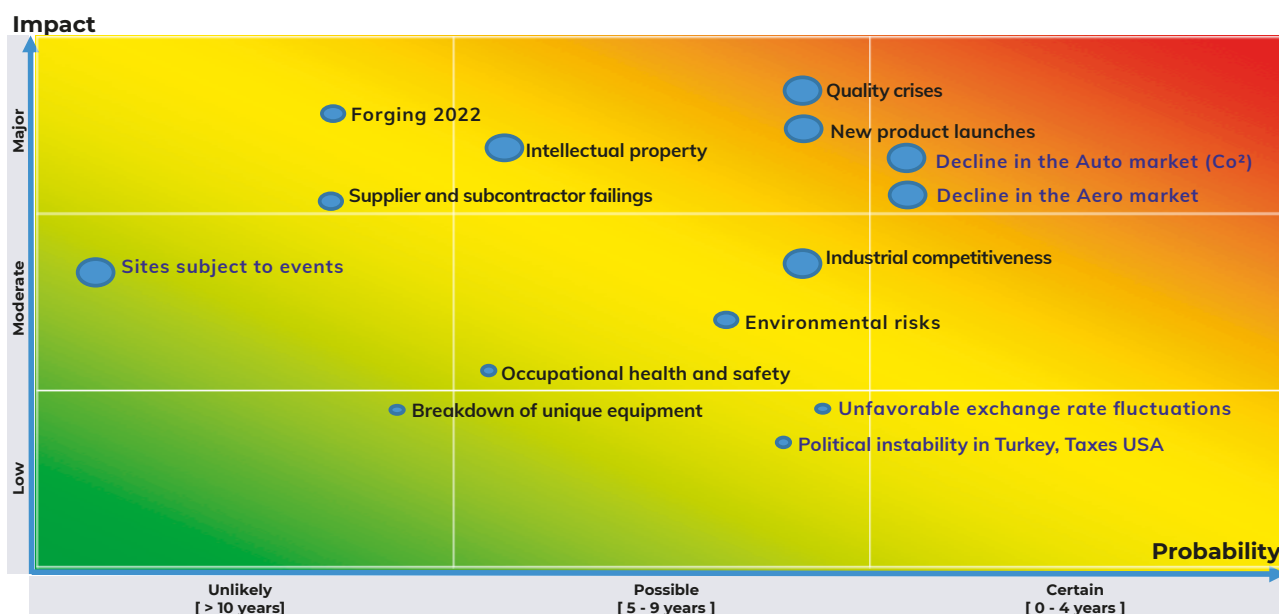 Impact
Major
Moderate
Low
Quality crises
Forging 2022
New product launches
Intellectual property
Decline in the Auto market (Co²)
Supplier and subcontractor failings
Decline in the Aero market
Sites subject to events
Industrial competitiveness
Environmental risks
Occupational health and safety
Breakdown of unique equipment
Unfavorable exchange rate fluctuations
Political instability in Turkey, Taxes USA
Probability
Unlikely
[ > 10 years]
Possible
[ 5 - 9 years ]
Certain
[ 0 - 4 years ]